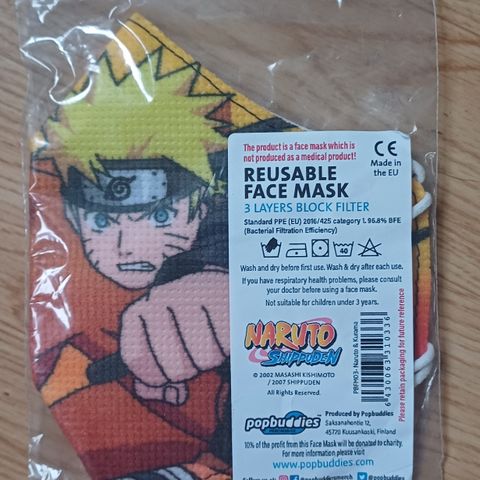 The product is a face mask which is
not produced as a medical product!
CE
Made in
the EU
REUSABLE
FACE MASK
3 LAYERS BLOCK FILTER
Standard PPE (EU) 2016/425 category 1. 96.8% BFE
(Bacterial Filtration Efficiency)
40
Wash and dry before first use. Wash & dry after each use.
If you have respiratory health problems, please consult
your doctor before using a face mask.
Not suitable for children under 3 years.
NARUTO
SHIPPUDEN
© 2002 MASASHI KISHIMOTO
/ 2007 SHIPPUDEN
All Rights Reserved.
PBFM03- Naruto & Kurama
6430063310336
Please retain packaging for future reference
popbuddies
Produced by Popbuddies
Saksanahontie 12,
45720 Kuusankoski, Finland
10% of the profit from this Face Mask will be donated to charity.
For more information please visit
www.popbuddies.com
@popbuddiesmerch
@popbuddies